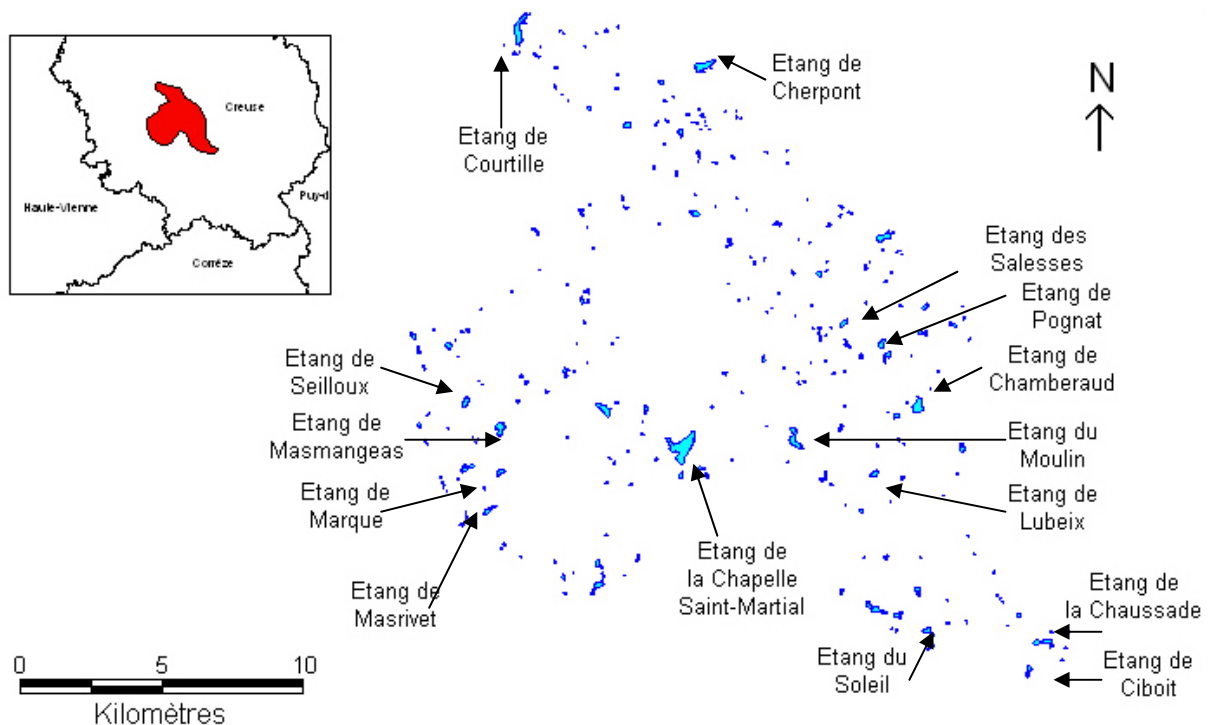 Creuse
Haute-Vienne
Puy-d
Corrèze
Etang de
Courtille
Etang de
Cherpont
N
Etang des
Salesses
Etang de
Pognat
Etang de
Chamberaud
Etang de
Seilloux
Etang de
Masmangeas
Etang du
Moulin
Etang de
Marque
Etang de
Lubeix
Etang de
Masrivet
Etang de
la Chapelle
Saint-Martial
Etang de
la Chaussade
Etang du
Soleil
Etang de
Ciboit
0 5 10
Kilomètres